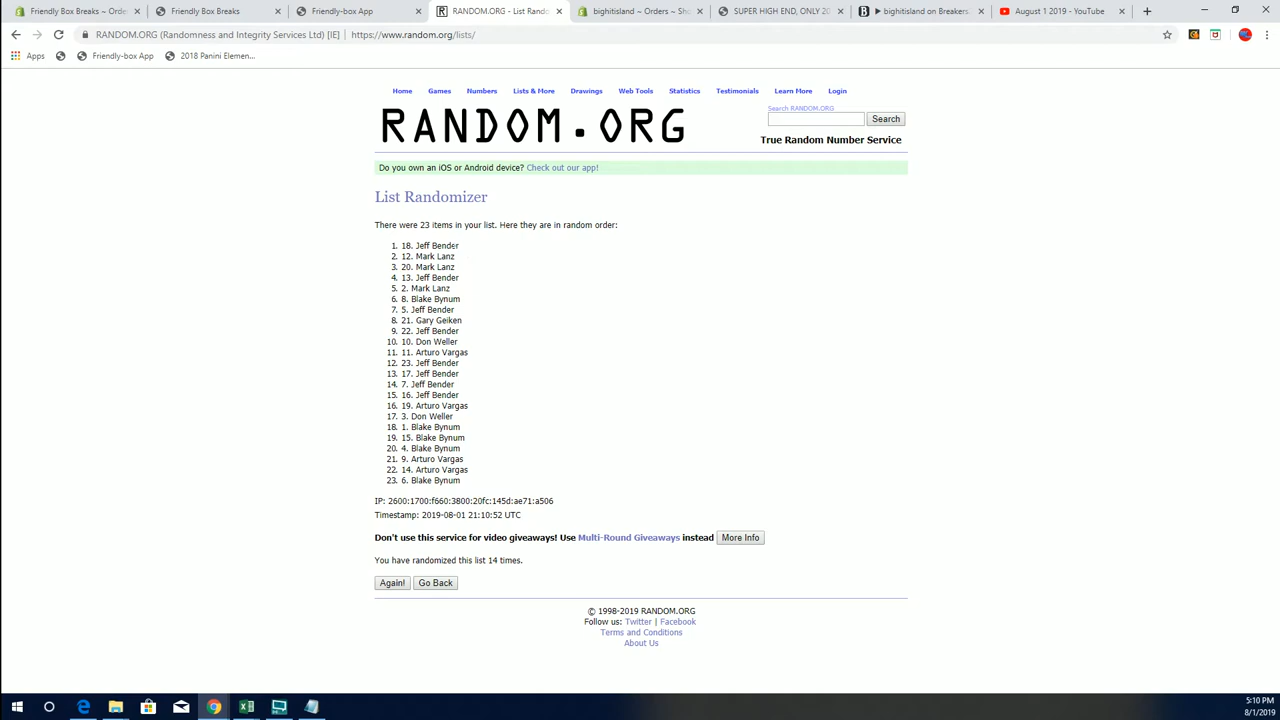 Friendly Box Breaks ~ Orde
Friendly Box Breaks
Friendly-box App
RANDOM.ORG - List Rando
bighitisland ~ Orders ~ Sho
SUPER HIGH END, ONLY 20
bighitisland on Breakers.
August 1 2019 - YouTube
RANDOM.ORG (Randomness and Integrity Services Ltd) [IE] | https://www.random.org/lists/
Apps
Friendly-box App
2018 Panini Elemen...
Home Games Numbers Lists & More Drawings Web Tools Statistics Testimonials Learn More Login
RANDOM.ORG
Search RANDOM.ORG
Search
True Random Number Service
Do you own an iOS or Android device? Check out our app!
List Randomizer
There were 23 items in your list. Here they are in random order:
1. 18. Jeff Bender
2. 12. Mark Lanz
3. 20. Mark Lanz
4. 13. Jeff Bender
5. 2. Mark Lanz
6. 8. Blake Bynum
7. 5. Jeff Bender
8. 21. Gary Geiken
9. 22. Jeff Bender
10. 10. Don Weller
11. 11. Arturo Vargas
12. 23. Jeff Bender
13. 17. Jeff Bender
14. 7. Jeff Bender
15. 16. Jeff Bender
16. 19. Arturo Vargas
17. 3. Don Weller
18. 1. Blake Bynum
19. 15. Blake Bynum
20. 4. Blake Bynum
21. 9. Arturo Vargas
22. 14. Arturo Vargas
23. 6. Blake Bynum
IP: 2600:1700:f660:3800:20fc:145d:ae71:a506
Timestamp: 2019-08-01 21:10:52 UTC
Don't use this service for video giveaways! Use Multi-Round Giveaways instead More Info
You have randomized this list 14 times.
Again! Go Back
© 1998-2019 RANDOM.ORG
Follow us: Twitter | Facebook
Terms and Conditions
About Us
5:10 PM
8/1/2019